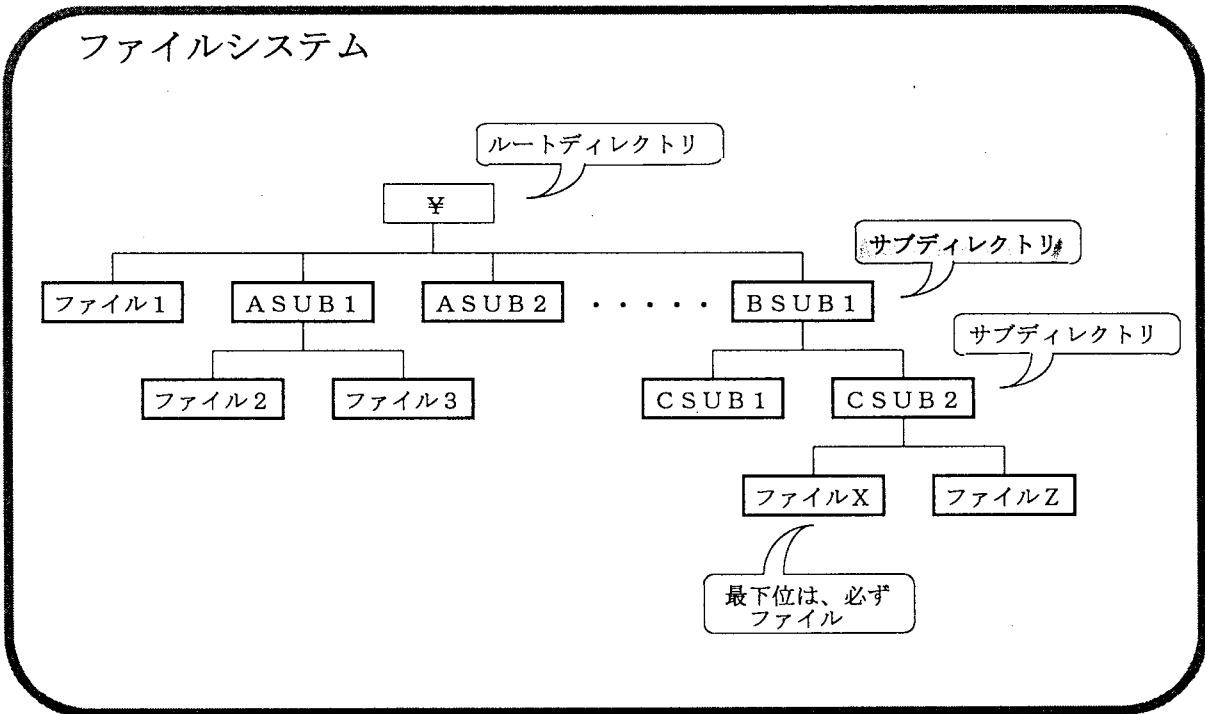 ファイルシステム
ルートディレクトリ
¥
サブディレクトリ
ファイル1
ASUB1
ASUB2
・・・・・
BSUB1
サブディレクトリ
ファイル2
ファイル3
CSUB1
CSUB2
ファイルX
ファイルZ
最下位は、必ず
ファイル